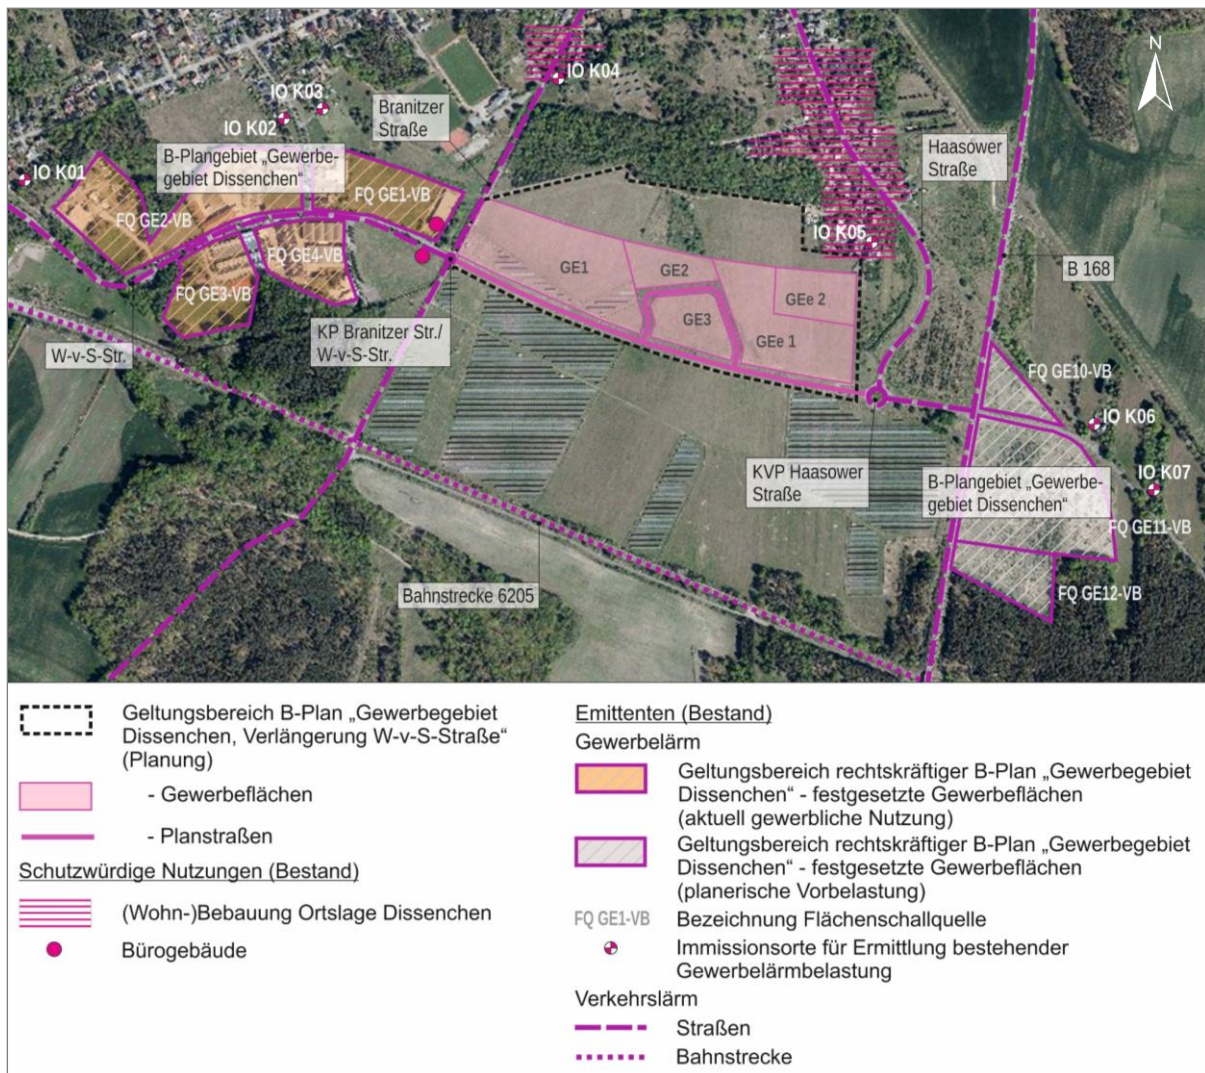 N
IO K04
IO K03
Branitzer
Straße
IO K02
B-Plangebiet „Gewerbe-
gebiet Dissenchen“
Haasower
Straße
IO K01
FQ GE1-VB
FQ GE2-VB
IO K05
FQ GE4-VB
GE1
GE2
B 168
FQ GE3-VB
GEe 2
GE3
KP Branitzer Str./
W-v-S-Str.
GEe 1
W-v-S-Str.
FQ GE10-VB
IO K06
KVP Haasower
Straße
B-Plangebiet „Gewerbe-
gebiet Dissenchen“
IO K07
FQ GE11-VB
Bahnstrecke 6205
FQ GE12-VB
Geltungsbereich B-Plan „Gewerbegebiet
Dissenchen, Verlängerung W-v-S-Straße“
(Planung)
- Gewerbeflächen
- Planstraßen
Schutzwürdige Nutzungen (Bestand)
(Wohn-)Bebauung Ortslage Dissenchen
Bürogebäude
Emittenten (Bestand)
Gewerbelärm
Geltungsbereich rechtskräftiger B-Plan „Gewerbegebiet
Dissenchen“ - festgesetzte Gewerbeflächen
(aktuell gewerbliche Nutzung)
Geltungsbereich rechtskräftiger B-Plan „Gewerbegebiet
Dissenchen“ - festgesetzte Gewerbeflächen
(planerische Vorbelastung)
FQ GE1-VB Bezeichnung Flächenschallquelle
Immissionsorte für Ermittlung bestehender
Gewerbelärmbelastung
Verkehrslärm
Straßen
Bahnstrecke